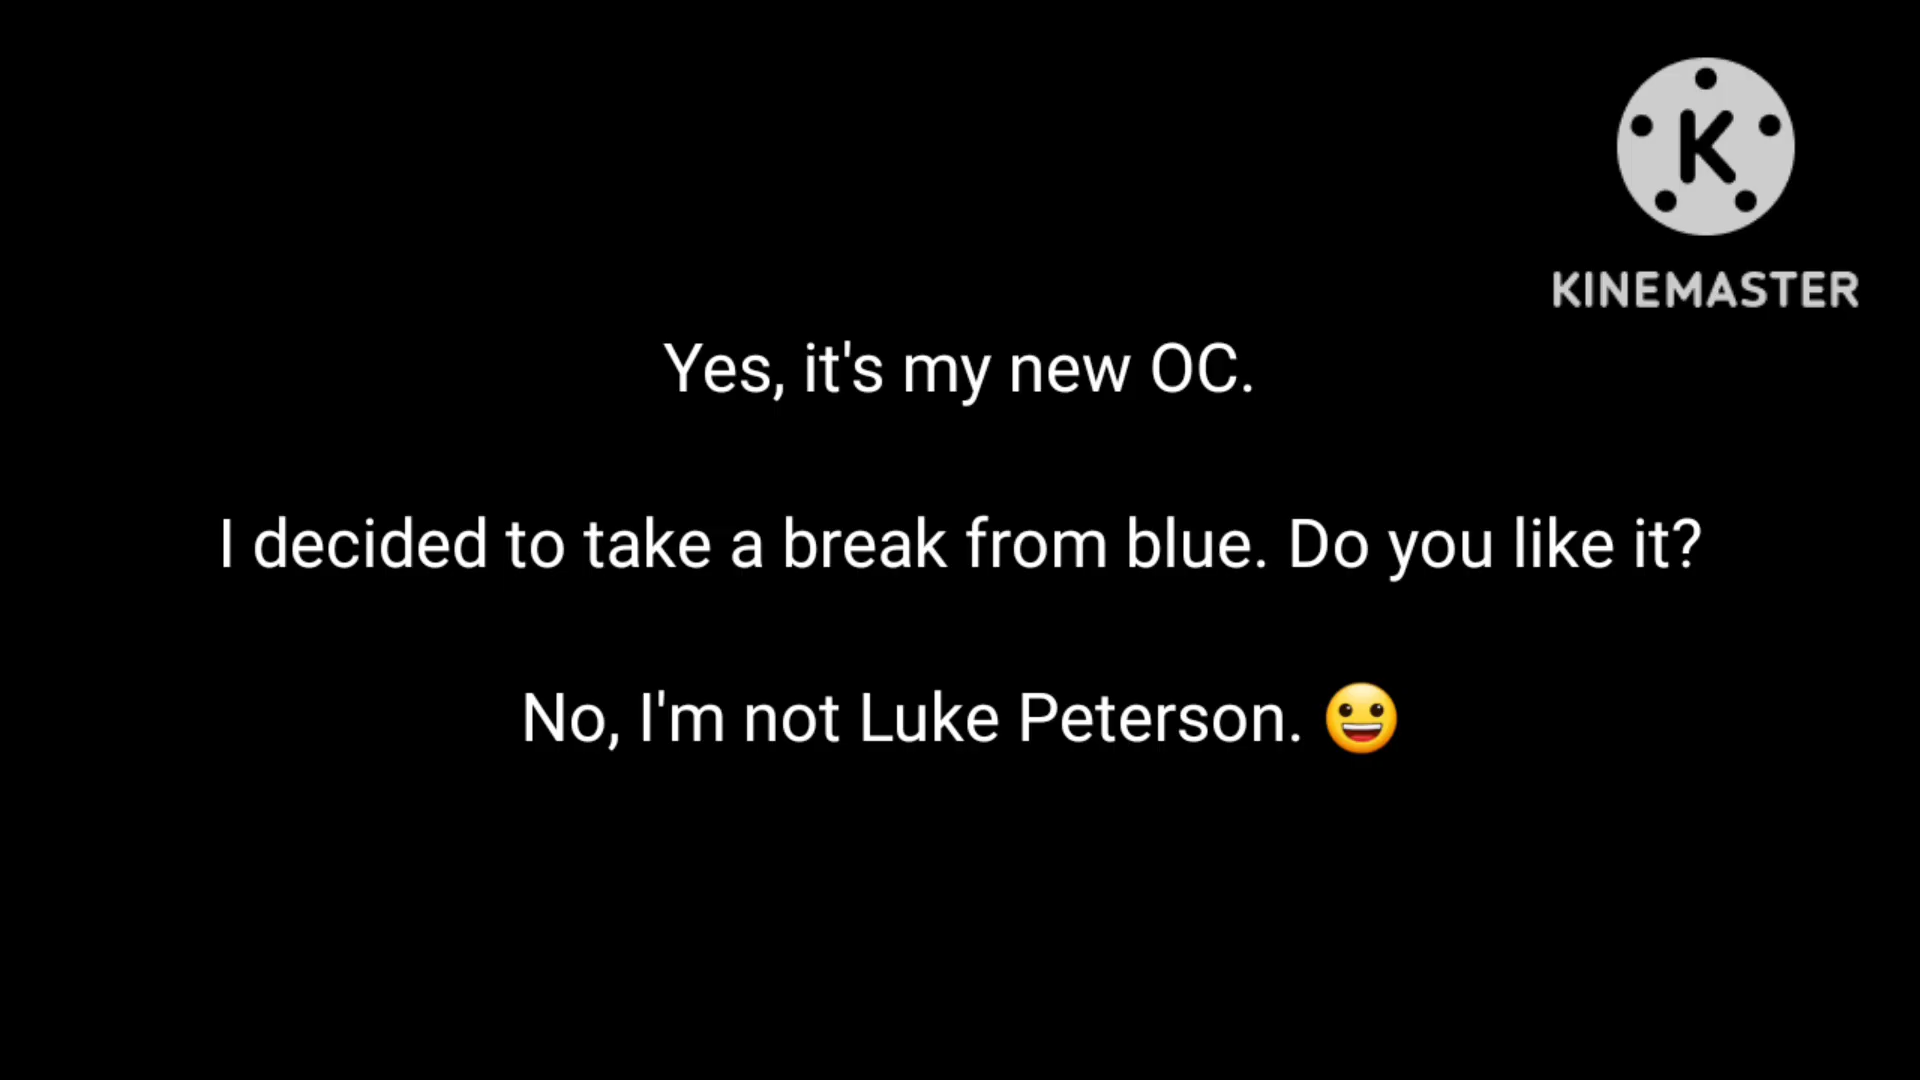 K
KINEMASTER
Yes, it's my new OC.
I decided to take a break from blue. Do you like it?
No, I'm not Luke Peterson. 😀